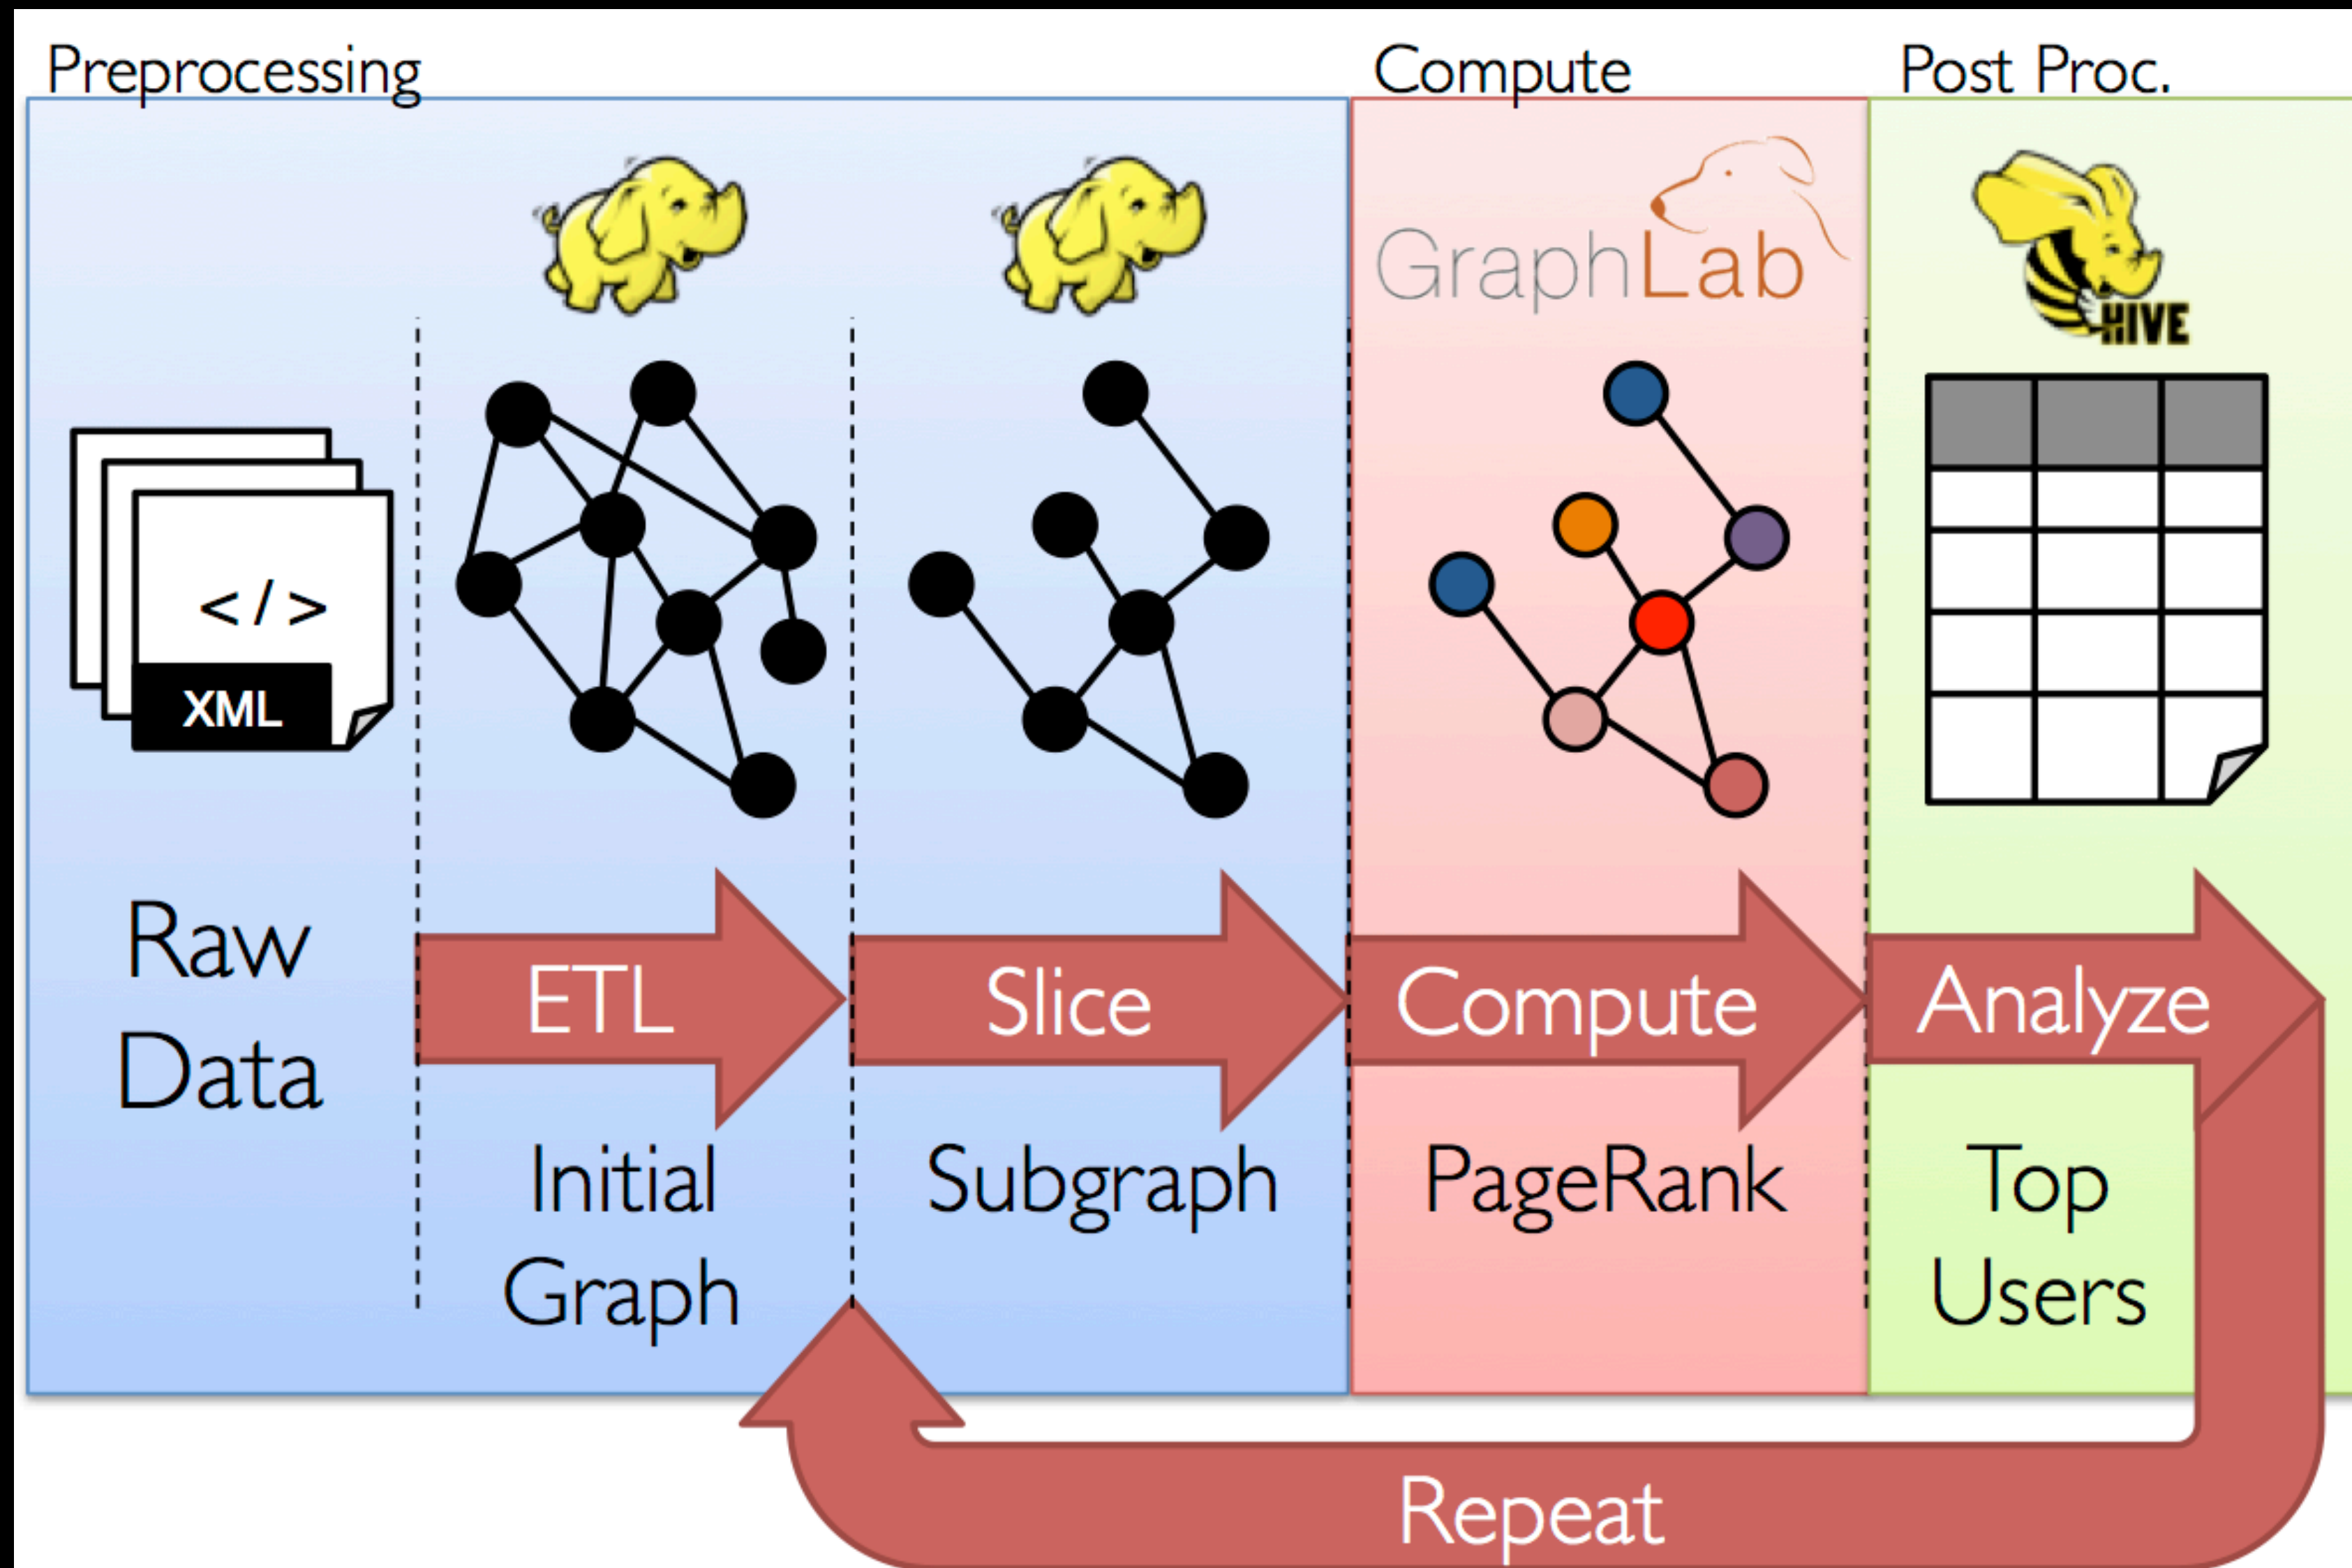 Preprocessing
Compute
Post Proc.
GraphLab
HIVE
</>
XML
Raw
Data
ETL
Slice
Compute
Analyze
Initial
Graph
Subgraph
PageRank
Top
Users
Repeat